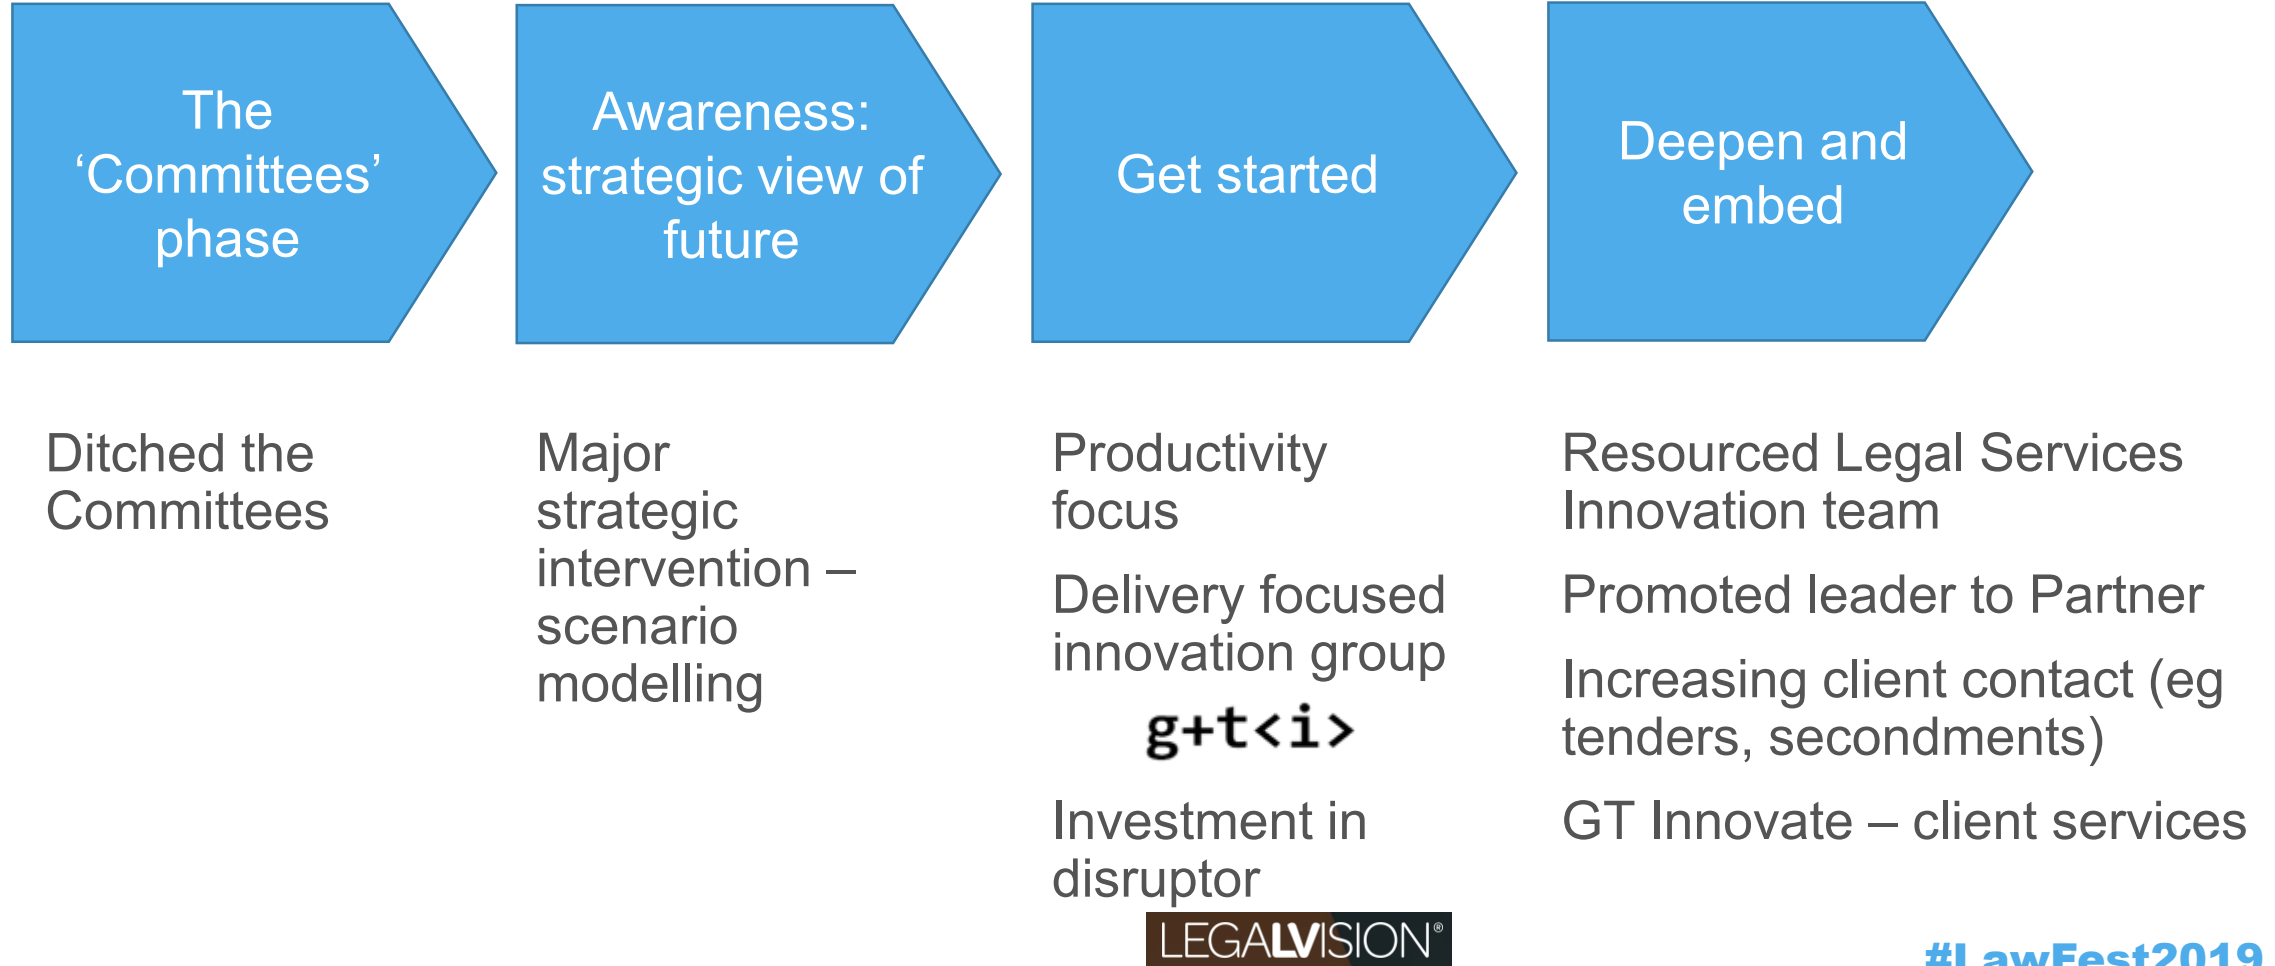 The
‘Committees’
phase
Awareness:
strategic view of
future
Get started
Deepen and
embed
Ditched the
Committees
Major
strategic
intervention –
scenario
modelling
Productivity
focus
Delivery focused
innovation group
g+t<i>
Investment in
disruptor
LEGALVISION®
Resourced Legal Services
Innovation team
Promoted leader to Partner
Increasing client contact (eg
tenders, secondments)
GT Innovate – client services
#LawFest2019